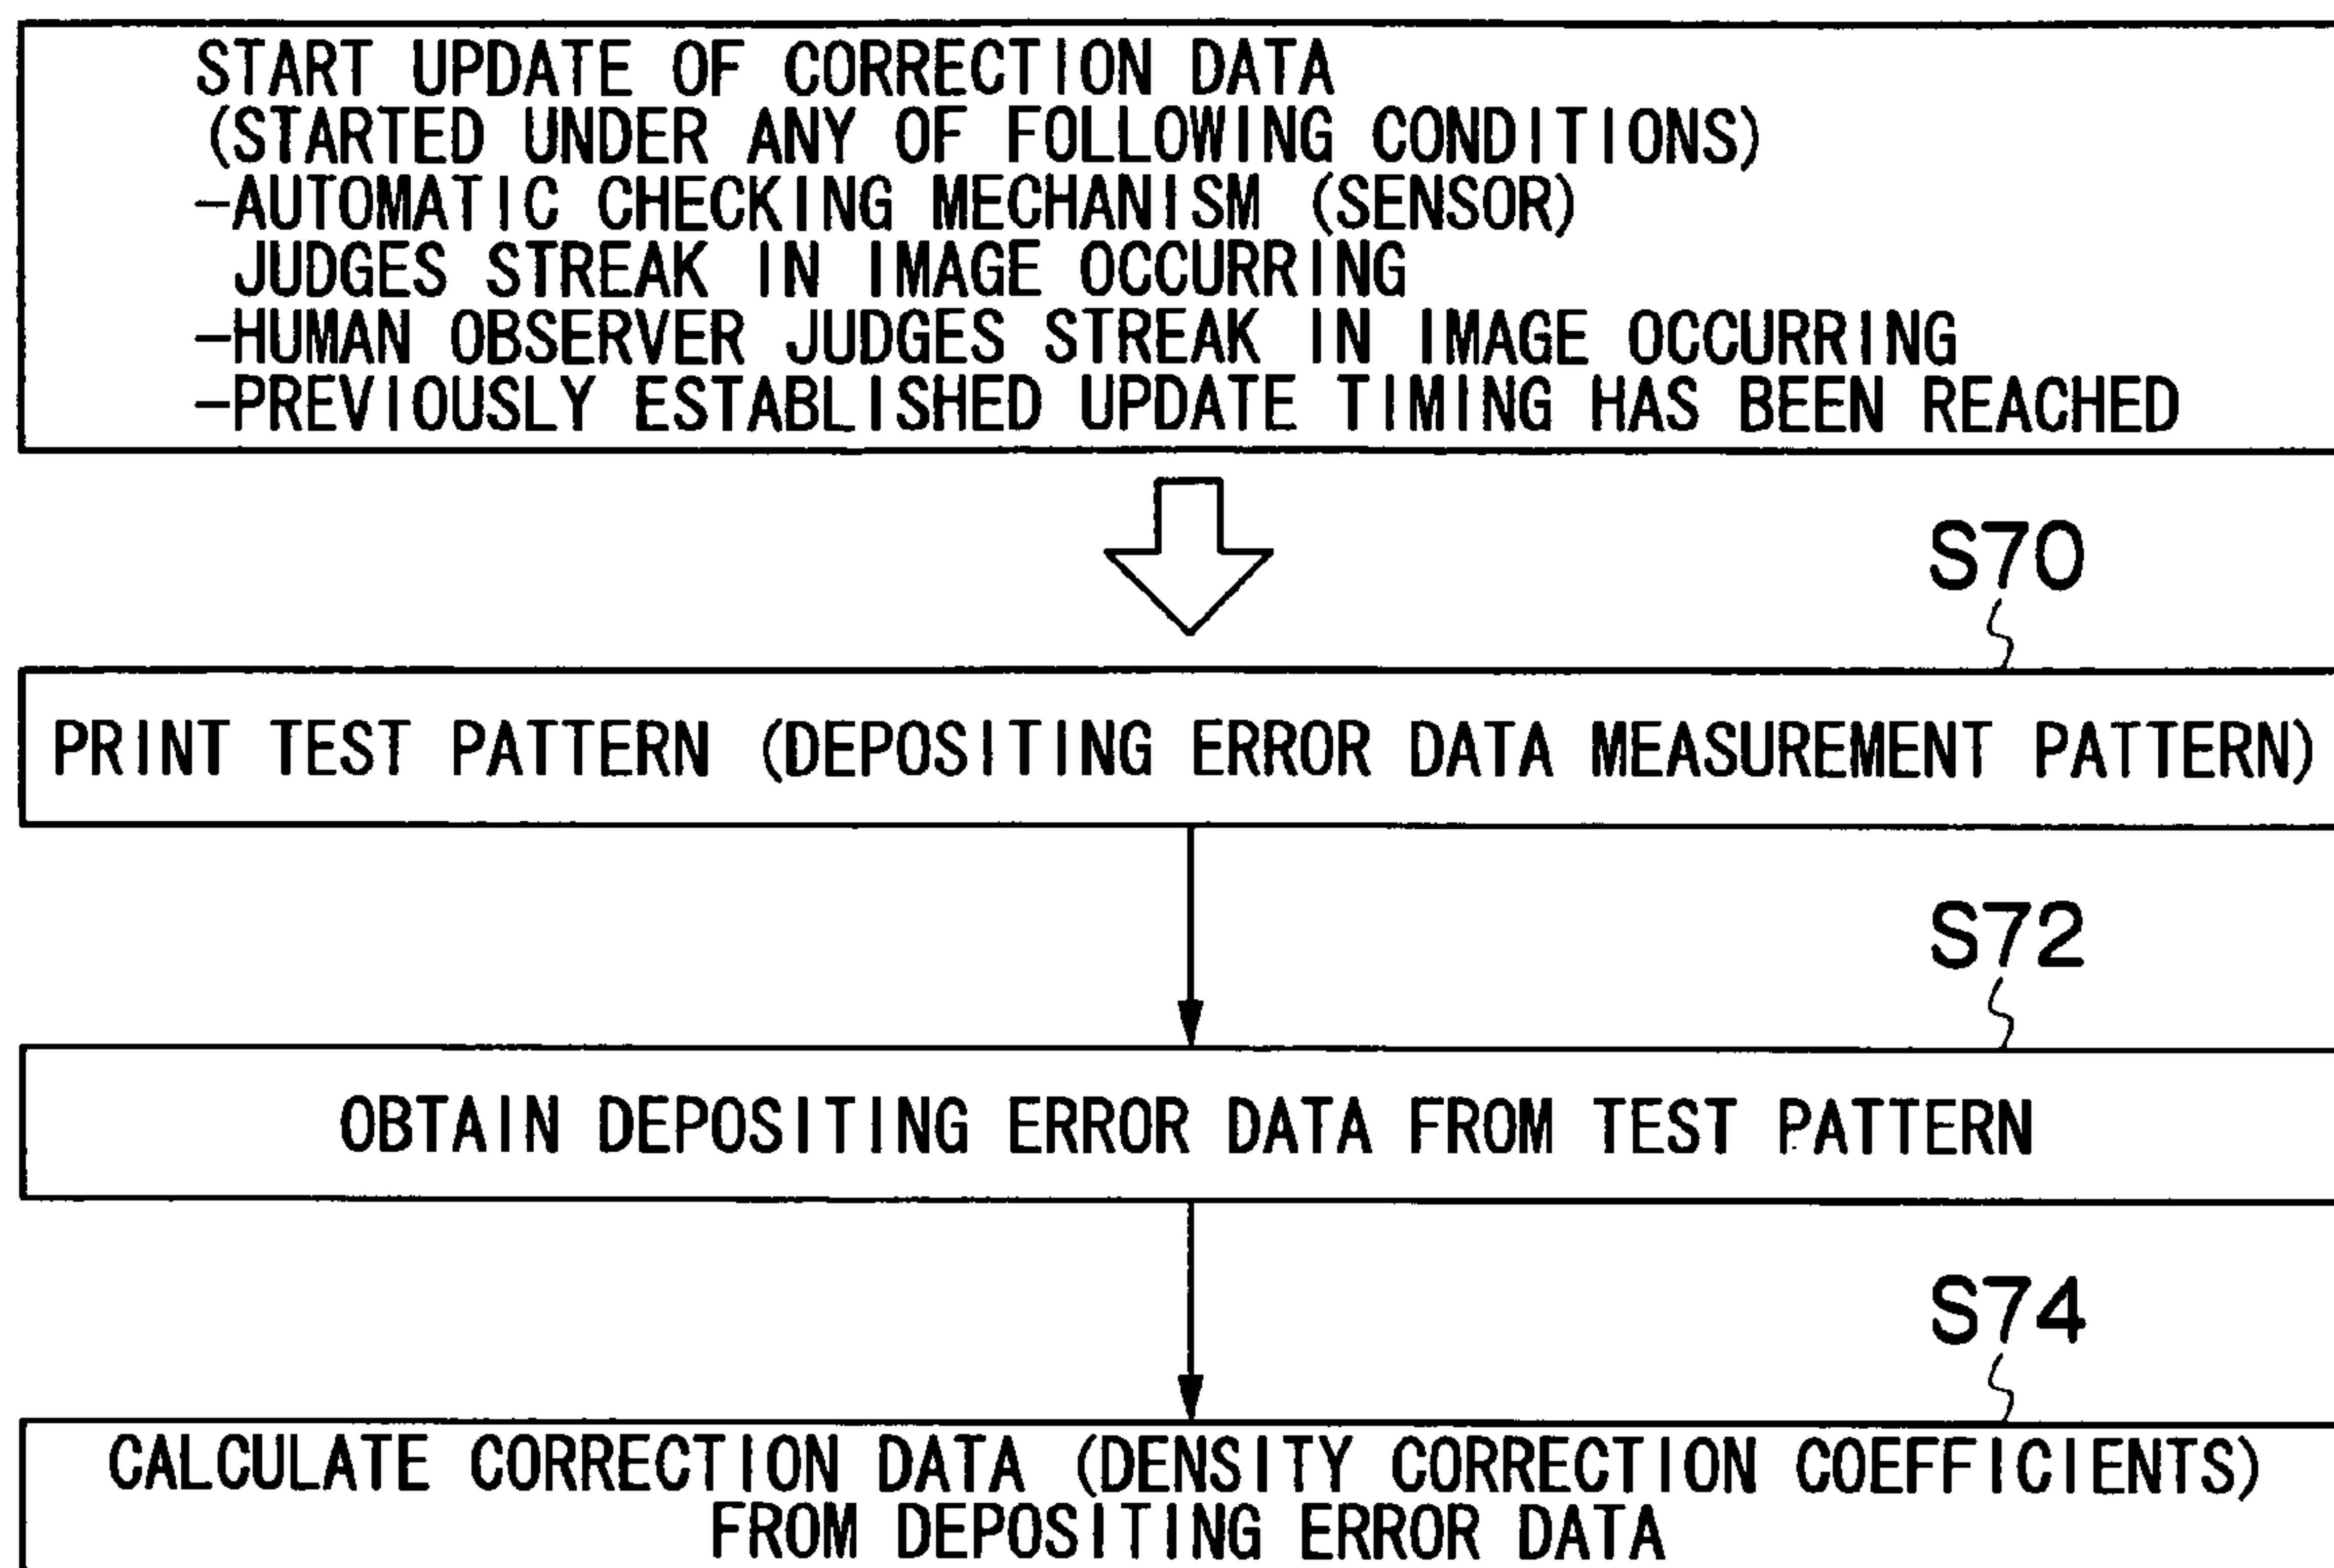 START UPDATE OF CORRECTION DATA
(STARTED UNDER ANY OF FOLLOWING CONDITIONS)
-AUTOMATIC CHECKING MECHANISM (SENSOR)
JUDGES STREAK IN IMAGE OCCURRING
-HUMAN OBSERVER JUDGES STREAK IN IMAGE OCCURRING
-PREVIOUSLY ESTABLISHED UPDATE TIMING HAS BEEN REACHED
S70
PRINT TEST PATTERN (DEPOSITING ERROR DATA MEASUREMENT PATTERN)
S72
OBTAIN DEPOSITING ERROR DATA FROM TEST PATTERN
S74
CALCULATE CORRECTION DATA (DENSITY CORRECTION COEFFICIENTS)
FROM DEPOSITING ERROR DATA